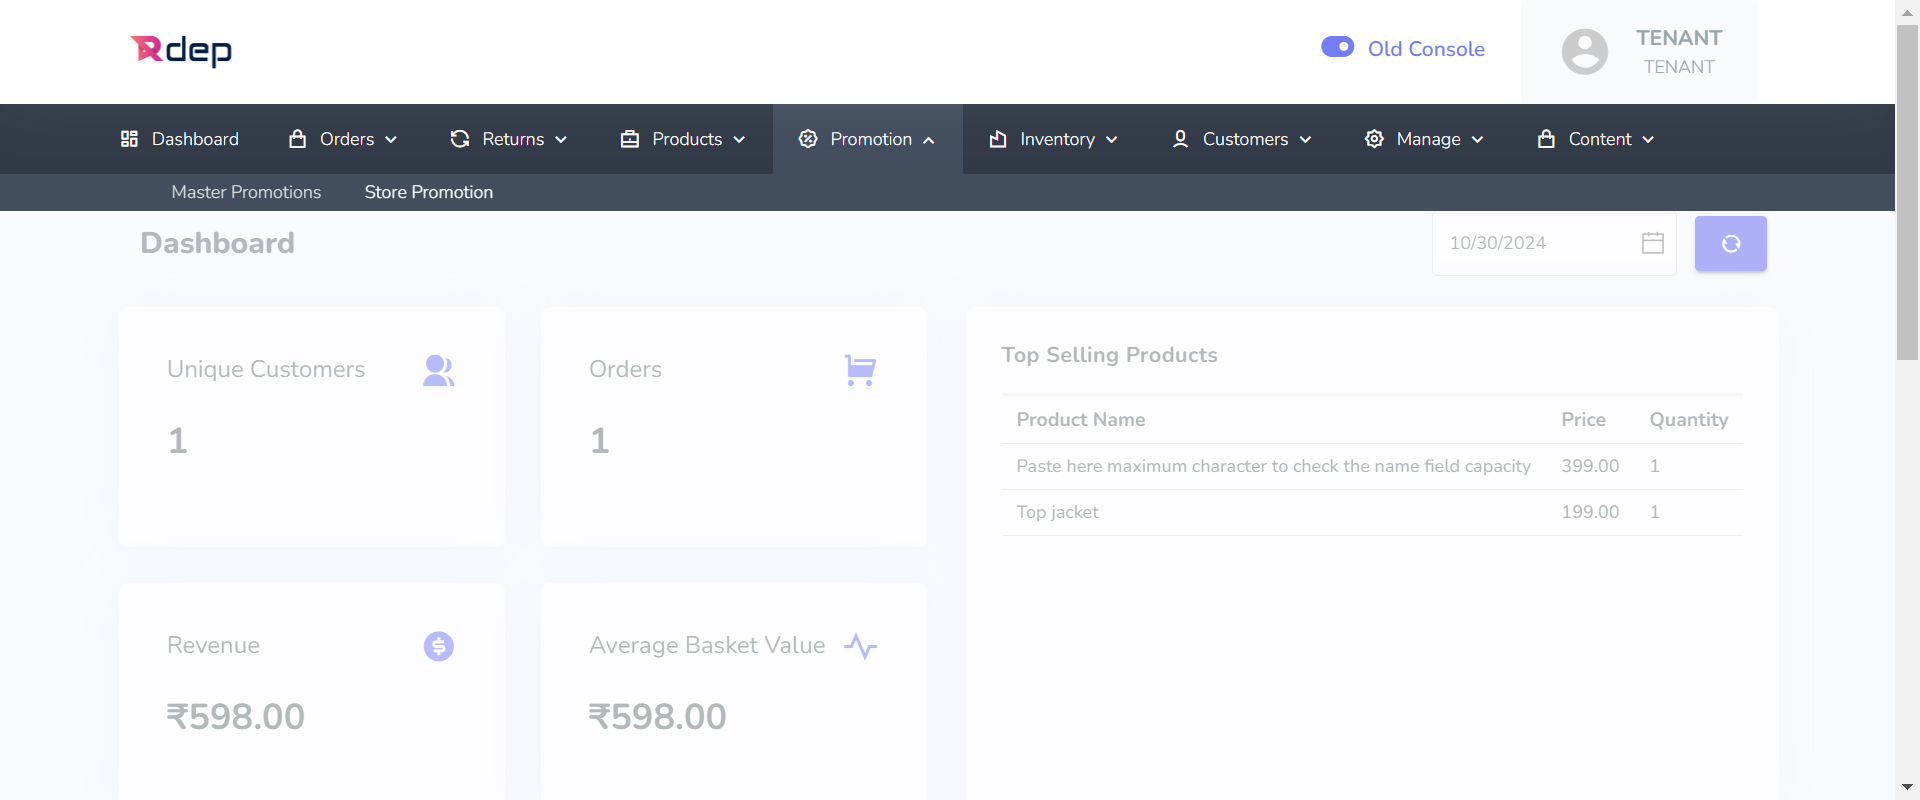 Rdep
Old Console
TENANT
TENANT
Dashboard Orders Returns Products Promotion Inventory Customers Manage Content
Master Promotions Store Promotion
Dashboard
10/30/2024
Unique Customers
1
Orders
1
Top Selling Products
Product Name Price Quantity
Paste here maximum character to check the name field capacity 399.00 1
Top jacket 199.00 1
Revenue
₹598.00
Average Basket Value
₹598.00